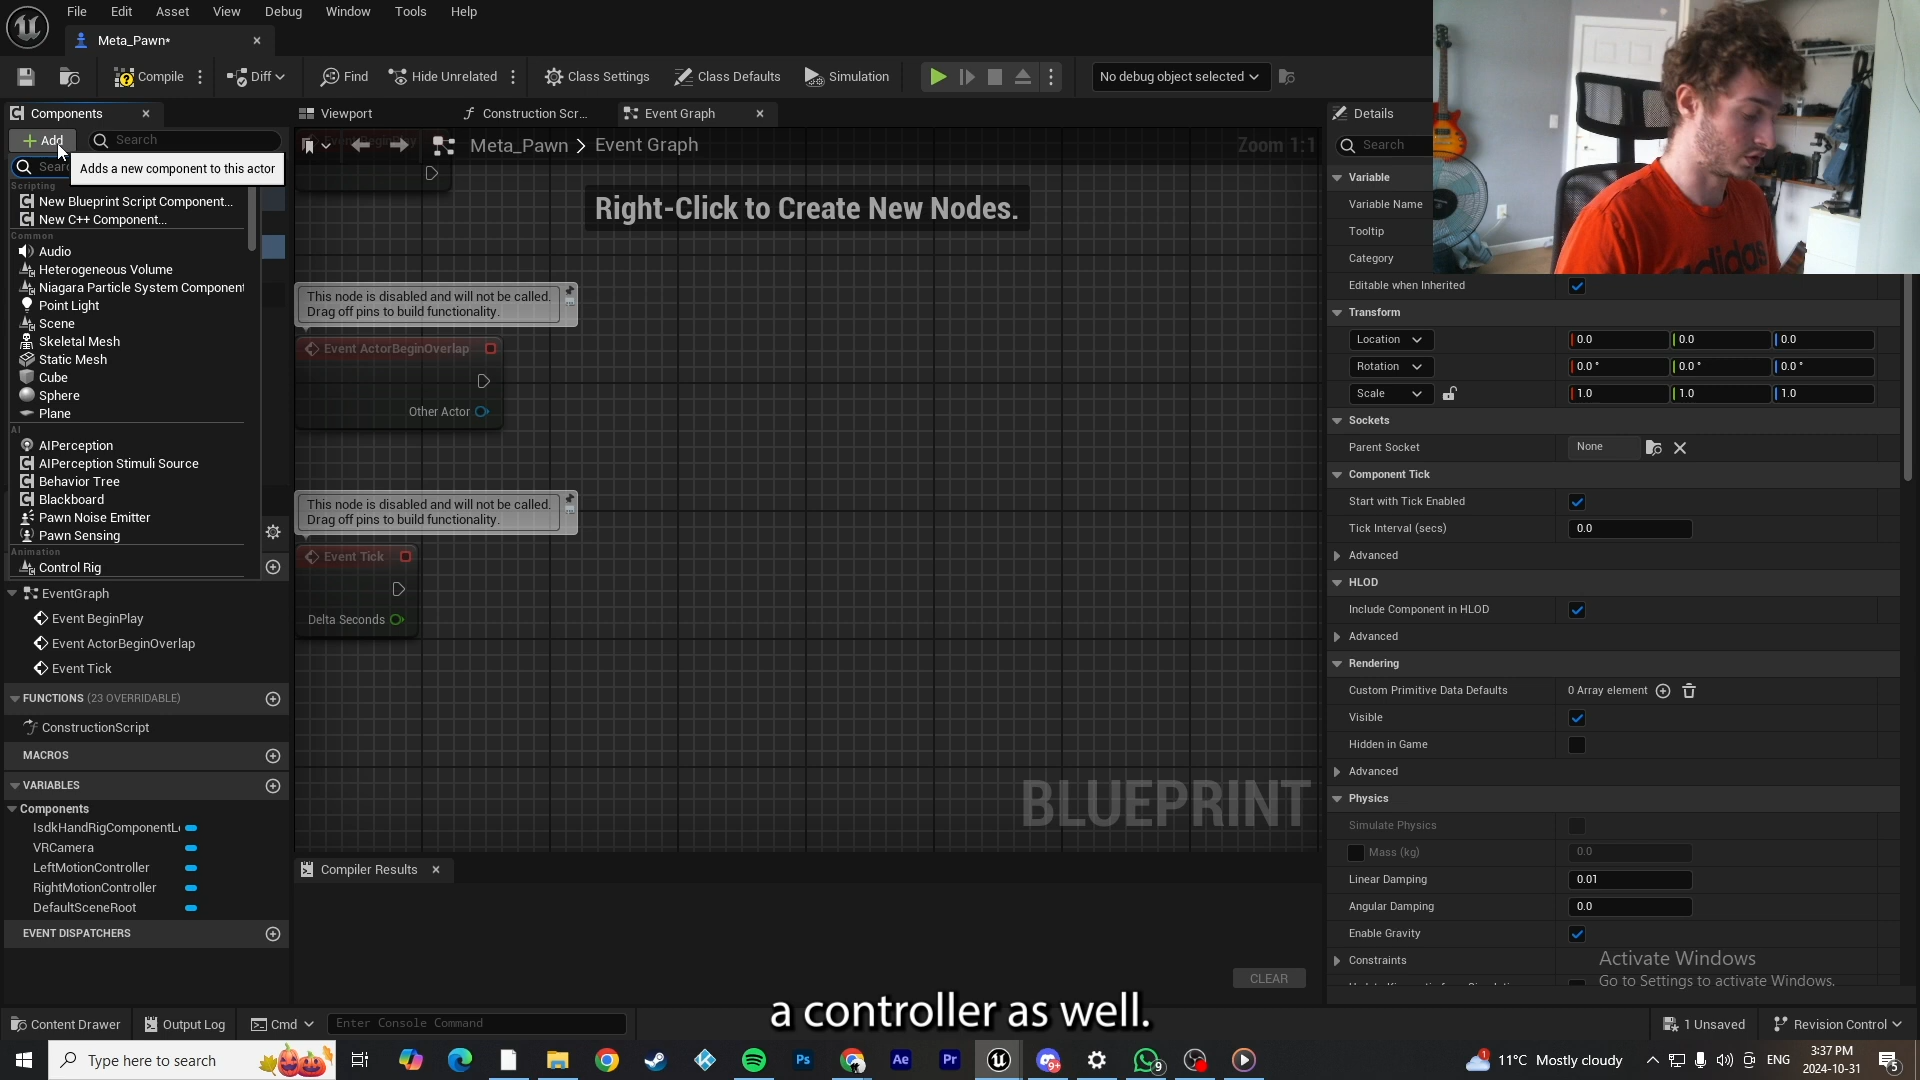 File Edit Asset View Debug Window Tools Help
Meta_Pawn*
Compile Diff Find Hide Unrelated Class Settings Class Defaults Simulation No debug object selected
Components Viewport Construction Scr... Event Graph Details
Add Search
Adds a new component to this actor
Meta_Pawn > Event Graph Zoom 1:1 Search
Right-Click to Create New Nodes.
Scripting
New Blueprint Script Component...
New C++ Component...
Common
Audio
Heterogeneous Volume
Niagara Particle System Component
Point Light
Scene
Skeletal Mesh
Static Mesh
Cube
Sphere
Plane
AI
AIPerception
AIPerception Stimuli Source
Behavior Tree
Blackboard
Pawn Noise Emitter
Pawn Sensing
Animation
Control Rig
EventGraph
Event BeginPlay
Event ActorBeginOverlap
Event Tick
FUNCTIONS (23 OVERRIDABLE)
ConstructionScript
MACROS
VARIABLES
Components
IsdkHandRigComponentL
VRCamera
LeftMotionController
RightMotionController
DefaultSceneRoot
EVENT DISPATCHERS
This node is disabled and will not be called.
Drag off pins to build functionality.
Event ActorBeginOverlap
Other Actor
This node is disabled and will not be called.
Drag off pins to build functionality.
Event Tick
Delta Seconds
BLUEPRINT
Compiler Results
CLEAR
Variable
Variable Name
Tooltip
Category
Editable when Inherited
Transform
Location 0.0 0.0 0.0
Rotation 0.0 ° 0.0 ° 0.0 °
Scale 1.0 1.0 1.0
Sockets
Parent Socket None
Component Tick
Start with Tick Enabled
Tick Interval (secs) 0.0
Advanced
HLOD
Include Component in HLOD
Advanced
Rendering
Custom Primitive Data Defaults 0 Array element
Visible
Hidden in Game
Advanced
Physics
Simulate Physics
Mass (kg) 0.0
Linear Damping 0.01
Angular Damping 0.0
Enable Gravity
Constraints
Activate Windows
Go to Settings to activate Windows.
adidas
a controller as well.
Content Drawer Output Log Cmd Enter Console Command 1 Unsaved Revision Control
Type here to search Ps Ae Pr 9+ 9 1 11°C Mostly cloudy ENG 3:37 PM
2024-10-31 5